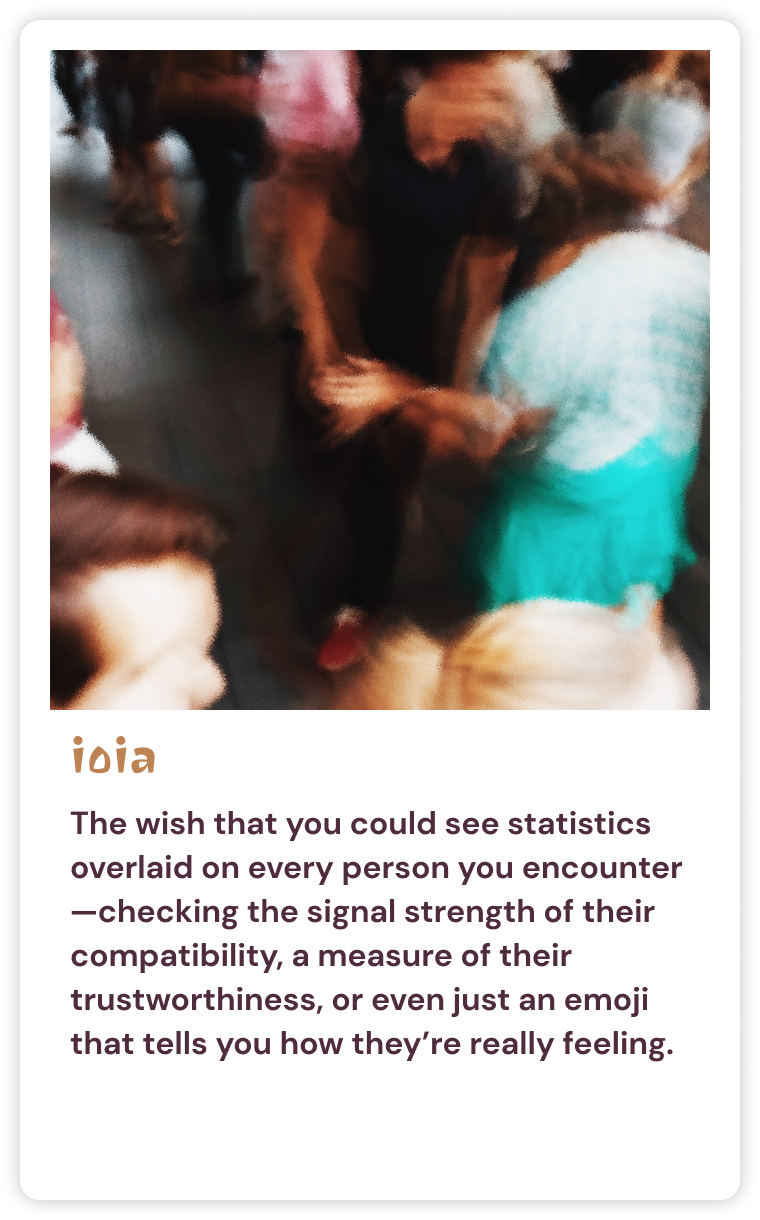 ioia
The wish that you could see statistics
overlaid on every person you encounter
—checking the signal strength of their
compatibility, a measure of their
trustworthiness, or even just an emoji
that tells you how they’re really feeling.